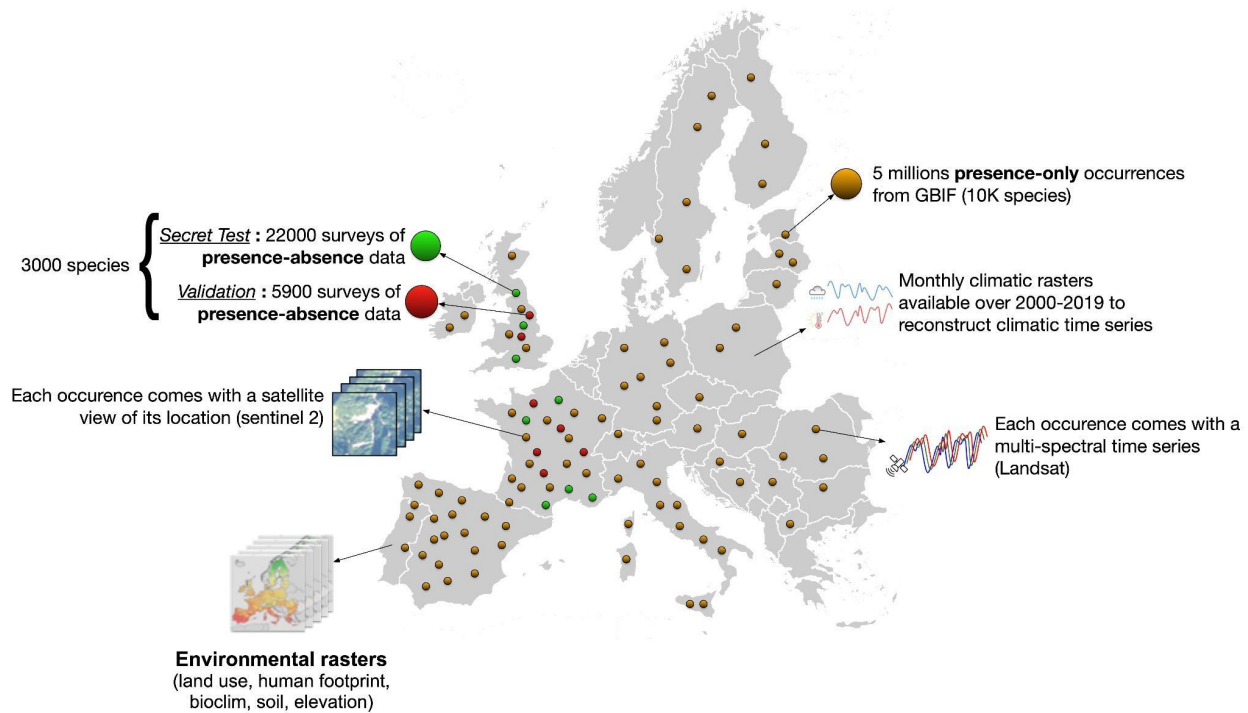 5 millions presence-only occurrences
from GBIF (10K species)
3000 species
Secret Test : 22000 surveys of
presence-absence data
Validation : 5900 surveys of
presence-absence data
Monthly climatic rasters
available over 2000-2019 to
reconstruct climatic time series
Each occurence comes with a satellite
view of its location (sentinel 2)
Each occurence comes with a
multi-spectral time series
(Landsat)
Environmental rasters
(land use, human footprint,
bioclim, soil, elevation)